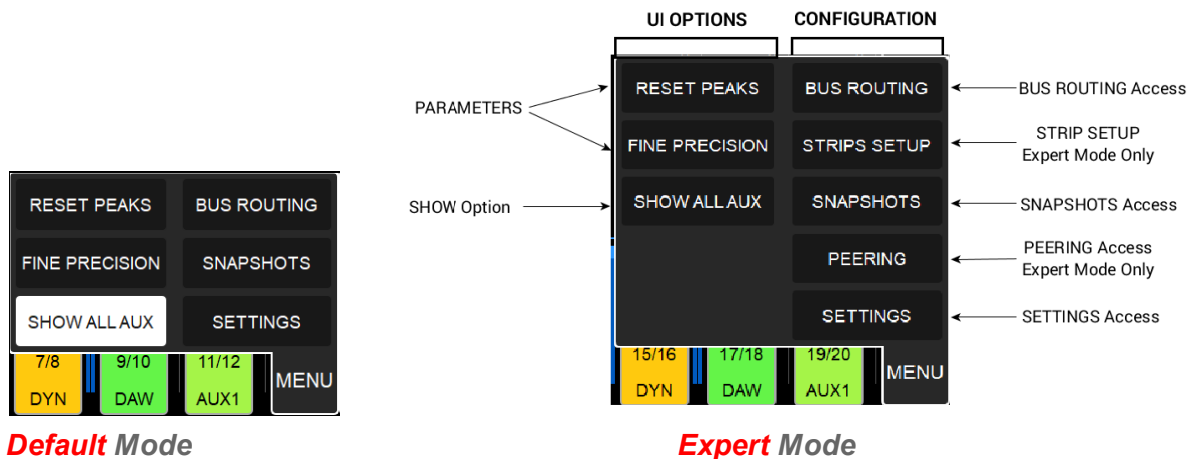 UI OPTIONS CONFIGURATION
RESET PEAKS BUS ROUTING
FINE PRECISION SNAPSHOTS
SHOW ALL AUX SETTINGS
7/8 9/10 11/12
DYN DAW AUX1
MENU
PARAMETERS
SHOW Option
RESET PEAKS BUS ROUTING
FINE PRECISION STRIPS SETUP
SHOW ALL AUX SNAPSHOTS
PEERING
SETTINGS
15/16 17/18 19/20
DYN DAW AUX1
MENU
BUS ROUTING Access
STRIP SETUP
Expert Mode Only
SNAPSHOTS Access
PEERING Access
Expert Mode Only
SETTINGS Access
Default Mode
Expert Mode